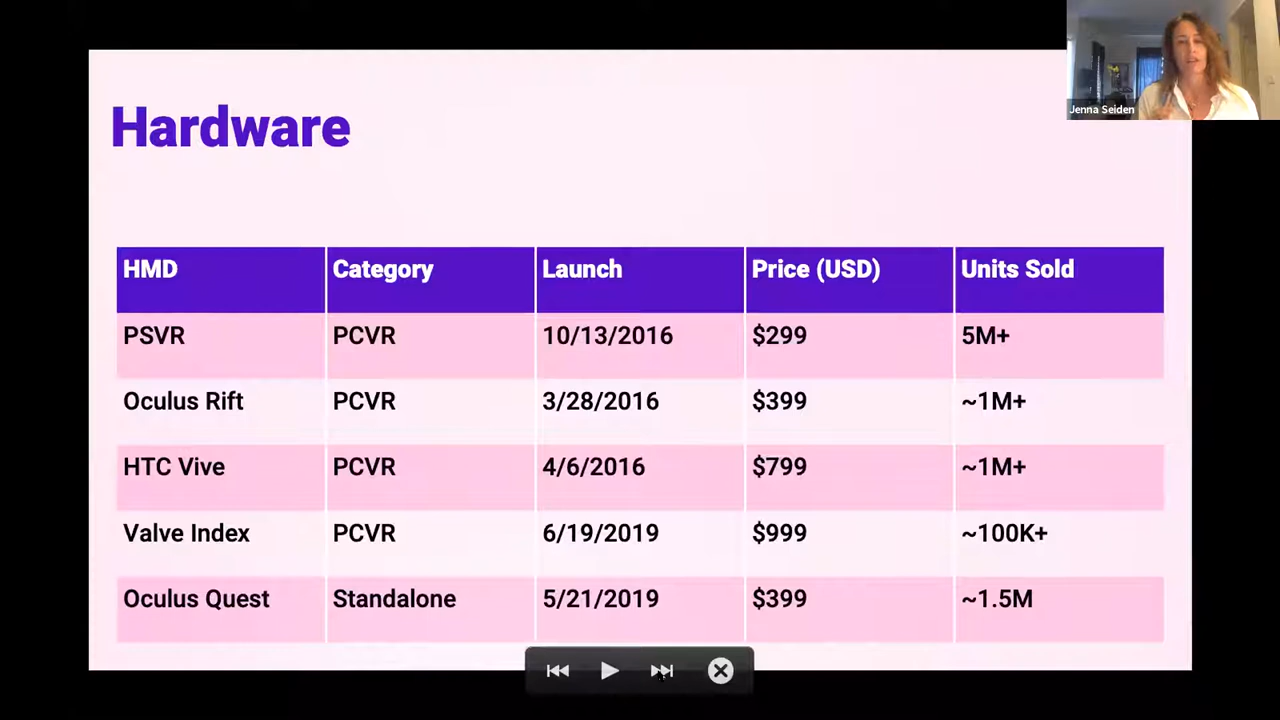 Jenna Seiden
Hardware
HMD Category Launch Price (USD) Units Sold
PSVR PCVR 10/13/2016 $299 5M+
Oculus Rift PCVR 3/28/2016 $399 ~1M+
HTC Vive PCVR 4/6/2016 $799 ~1M+
Valve Index PCVR 6/19/2019 $999 ~100K+
Oculus Quest Standalone 5/21/2019 $399 ~1.5M